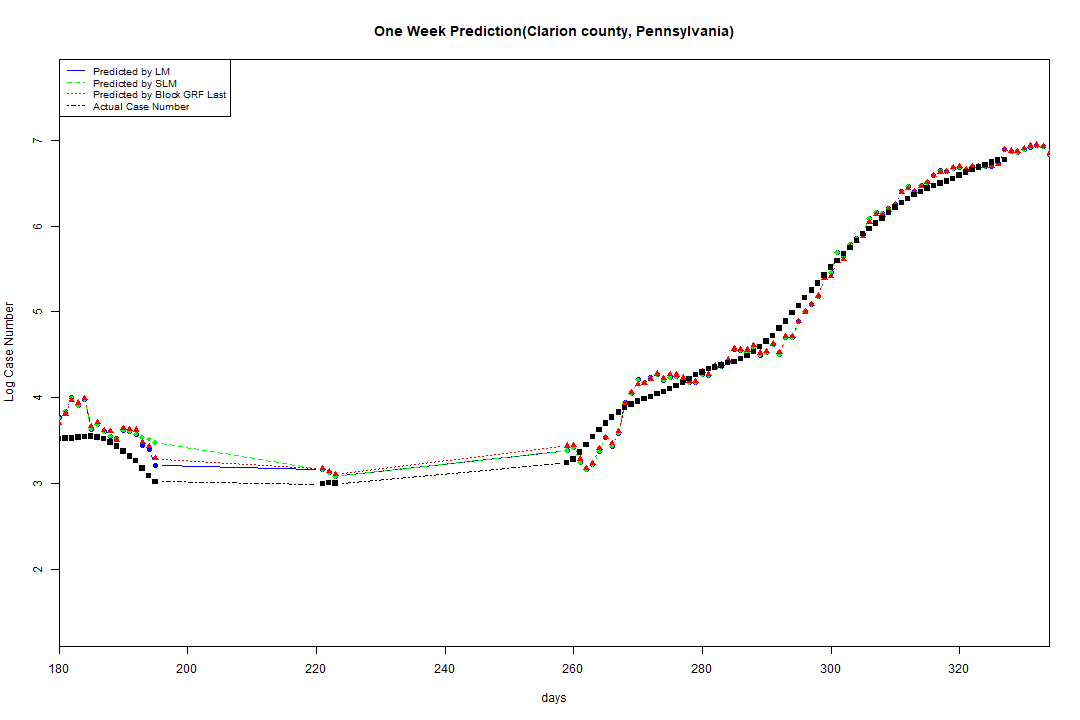 One Week Prediction(Clarion county, Pennsylvania)
Predicted by LM
Predicted by SLM
Predicted by Block GRF Last
Actual Case Number
7
6
5
4
3
2
Log Case Number
180 200 220 240 260 280 300 320
days